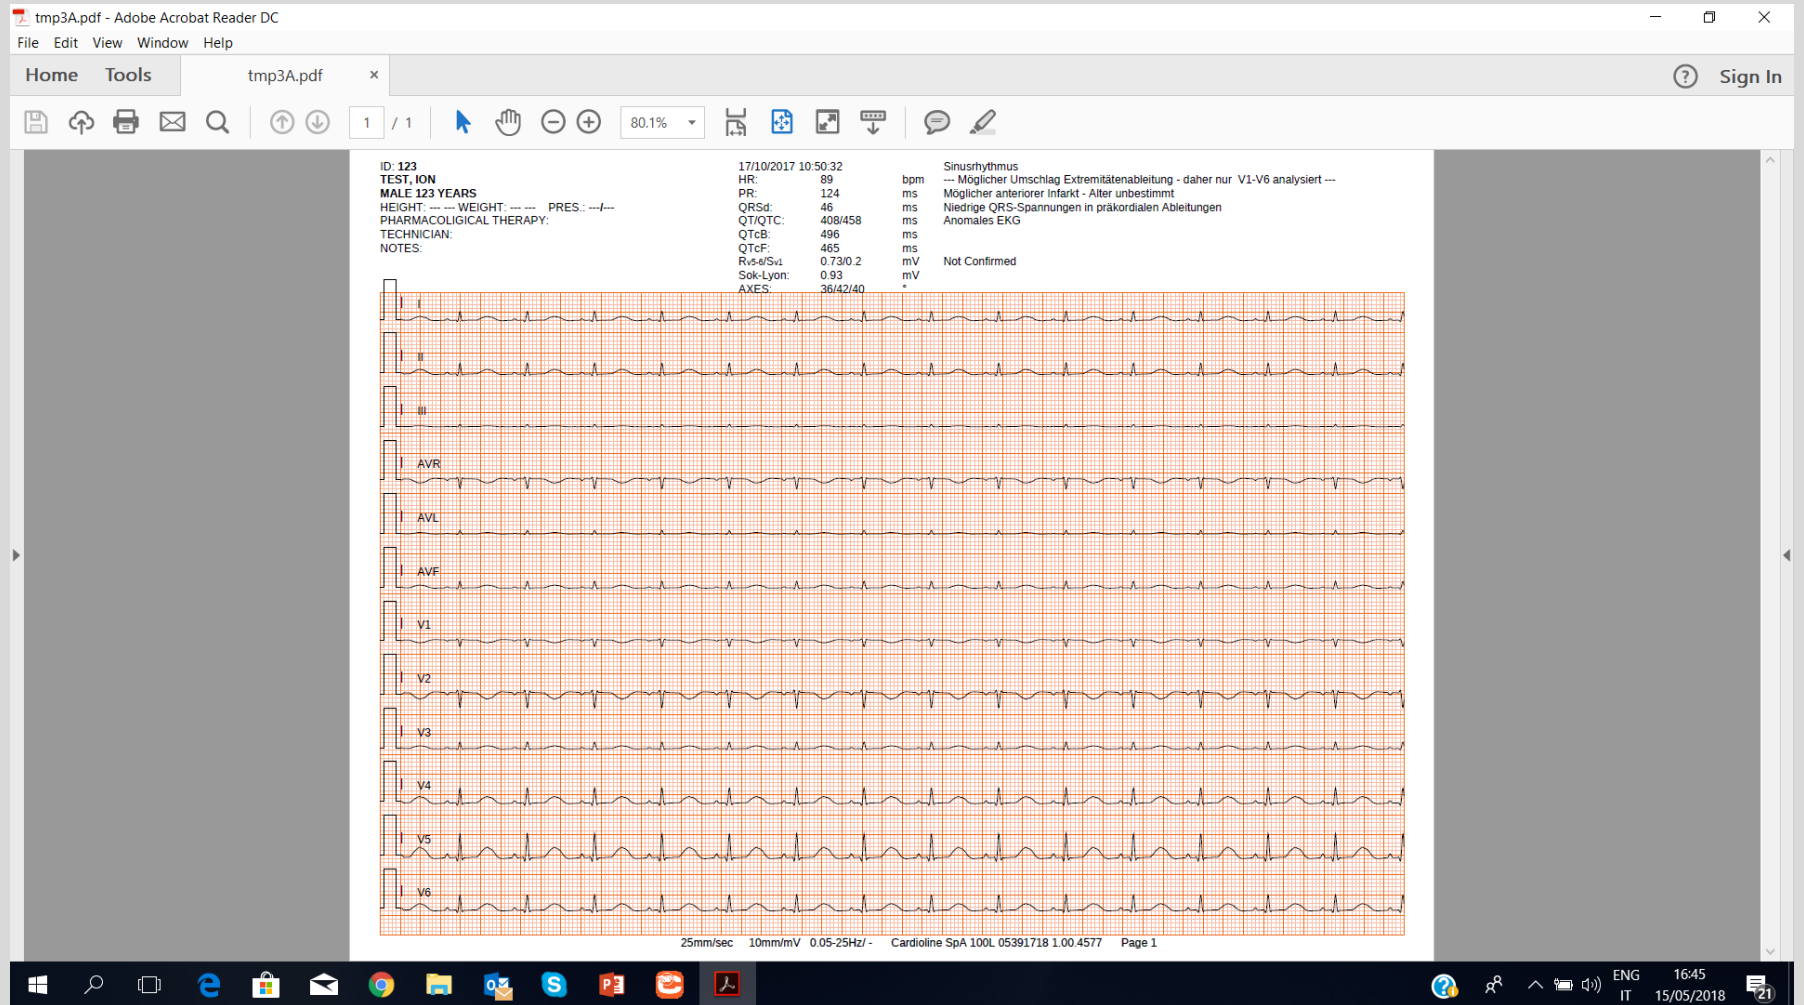 tmp3A.pdf - Adobe Acrobat Reader DC
File Edit View Window Help
Home Tools tmp3A.pdf × ? Sign In
1 / 1 80.1%
ID: 123
TEST, ION
MALE 123 YEARS
HEIGHT: --- --- WEIGHT: --- --- PRES.: ---/---
PHARMACOLIGICAL THERAPY:
TECHNICIAN:
NOTES:
17/10/2017 10:50:32
HR: 89 bpm
PR: 124 ms
QRSd: 46 ms
QT/QTC: 408/458 ms
QTcB: 496 ms
QTcF: 465 ms
Rv5-6/Sv1 0.73/0.2 mV
Sok-Lyon: 0.93 mV
AXES: 36/42/40 °
Sinusrhythmus
--- Möglicher Umschlag Extremitätenableitung - daher nur V1-V6 analysiert ---
Möglicher anteriorer Infarkt - Alter unbestimmt
Niedrige QRS-Spannungen in präkordialen Ableitungen
Anomales EKG
Not Confirmed
I
II
III
AVR
AVL
AVF
V1
V2
V3
V4
V5
V6
25mm/sec 10mm/mV 0.05-25Hz/ - Cardioline SpA 100L 05391718 1.00.4577 Page 1
ENG 16:45
IT 15/05/2018 21